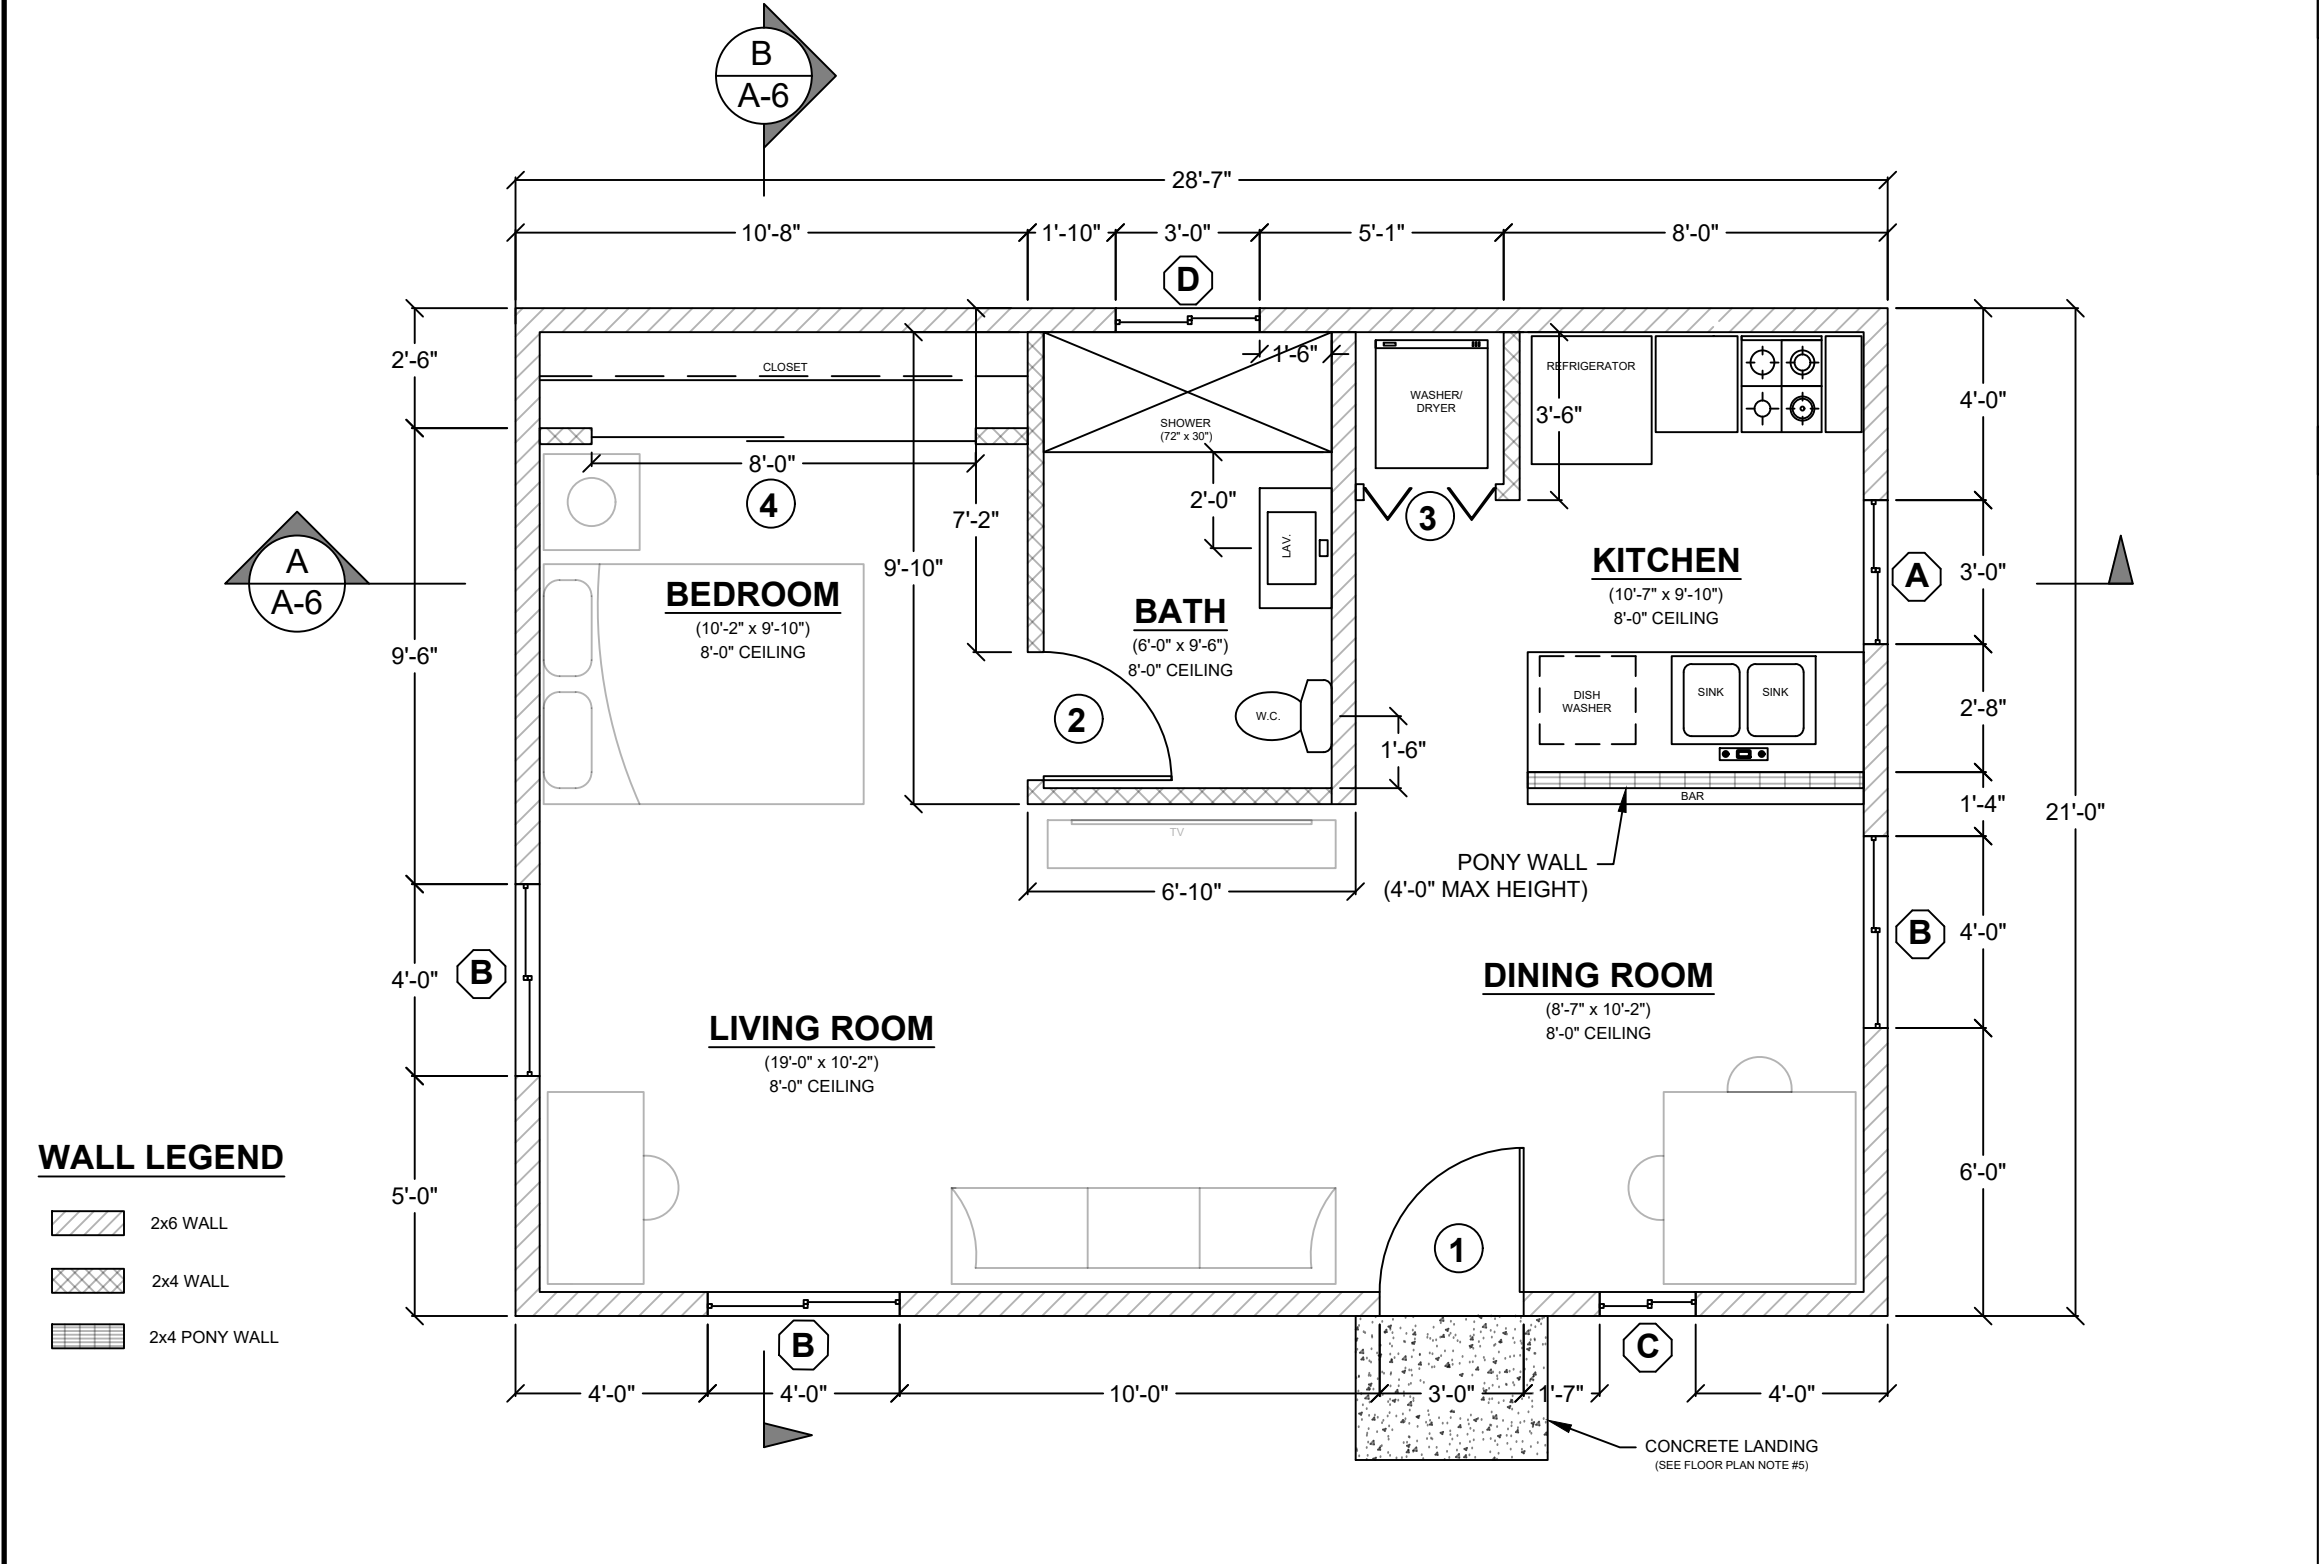 B
A-6
28'-7"
10'-8"
1'-10"
3'-0"
5'-1"
8'-0"
D
2'-6"
CLOSET
1'-6"
SHOWER
(72" x 30")
WASHER/
DRYER
REFRIGERATOR
3'-6"
4'-0"
8'-0"
4
7'-2"
2'-0"
LAV.
3
A
A-6
9'-10"
BEDROOM
(10'-2" x 9'-10")
8'-0" CEILING
BATH
(6'-0" x 9'-6")
8'-0" CEILING
KITCHEN
(10'-7" x 9'-10")
8'-0" CEILING
A
3'-0"
9'-6"
2
W.C.
1'-6"
DISH
WASHER
SINK
SINK
2'-8"
BAR
1'-4"
21'-0"
TV
6'-10"
PONY WALL
(4'-0" MAX HEIGHT)
B
4'-0"
4'-0"
B
LIVING ROOM
(19'-0" x 10'-2")
8'-0" CEILING
DINING ROOM
(8'-7" x 10'-2")
8'-0" CEILING
5'-0"
6'-0"
1
WALL LEGEND
2x6 WALL
2x4 WALL
2x4 PONY WALL
B
C
4'-0"
4'-0"
10'-0"
3'-0"
1'-7"
4'-0"
CONCRETE LANDING
(SEE FLOOR PLAN NOTE #5)